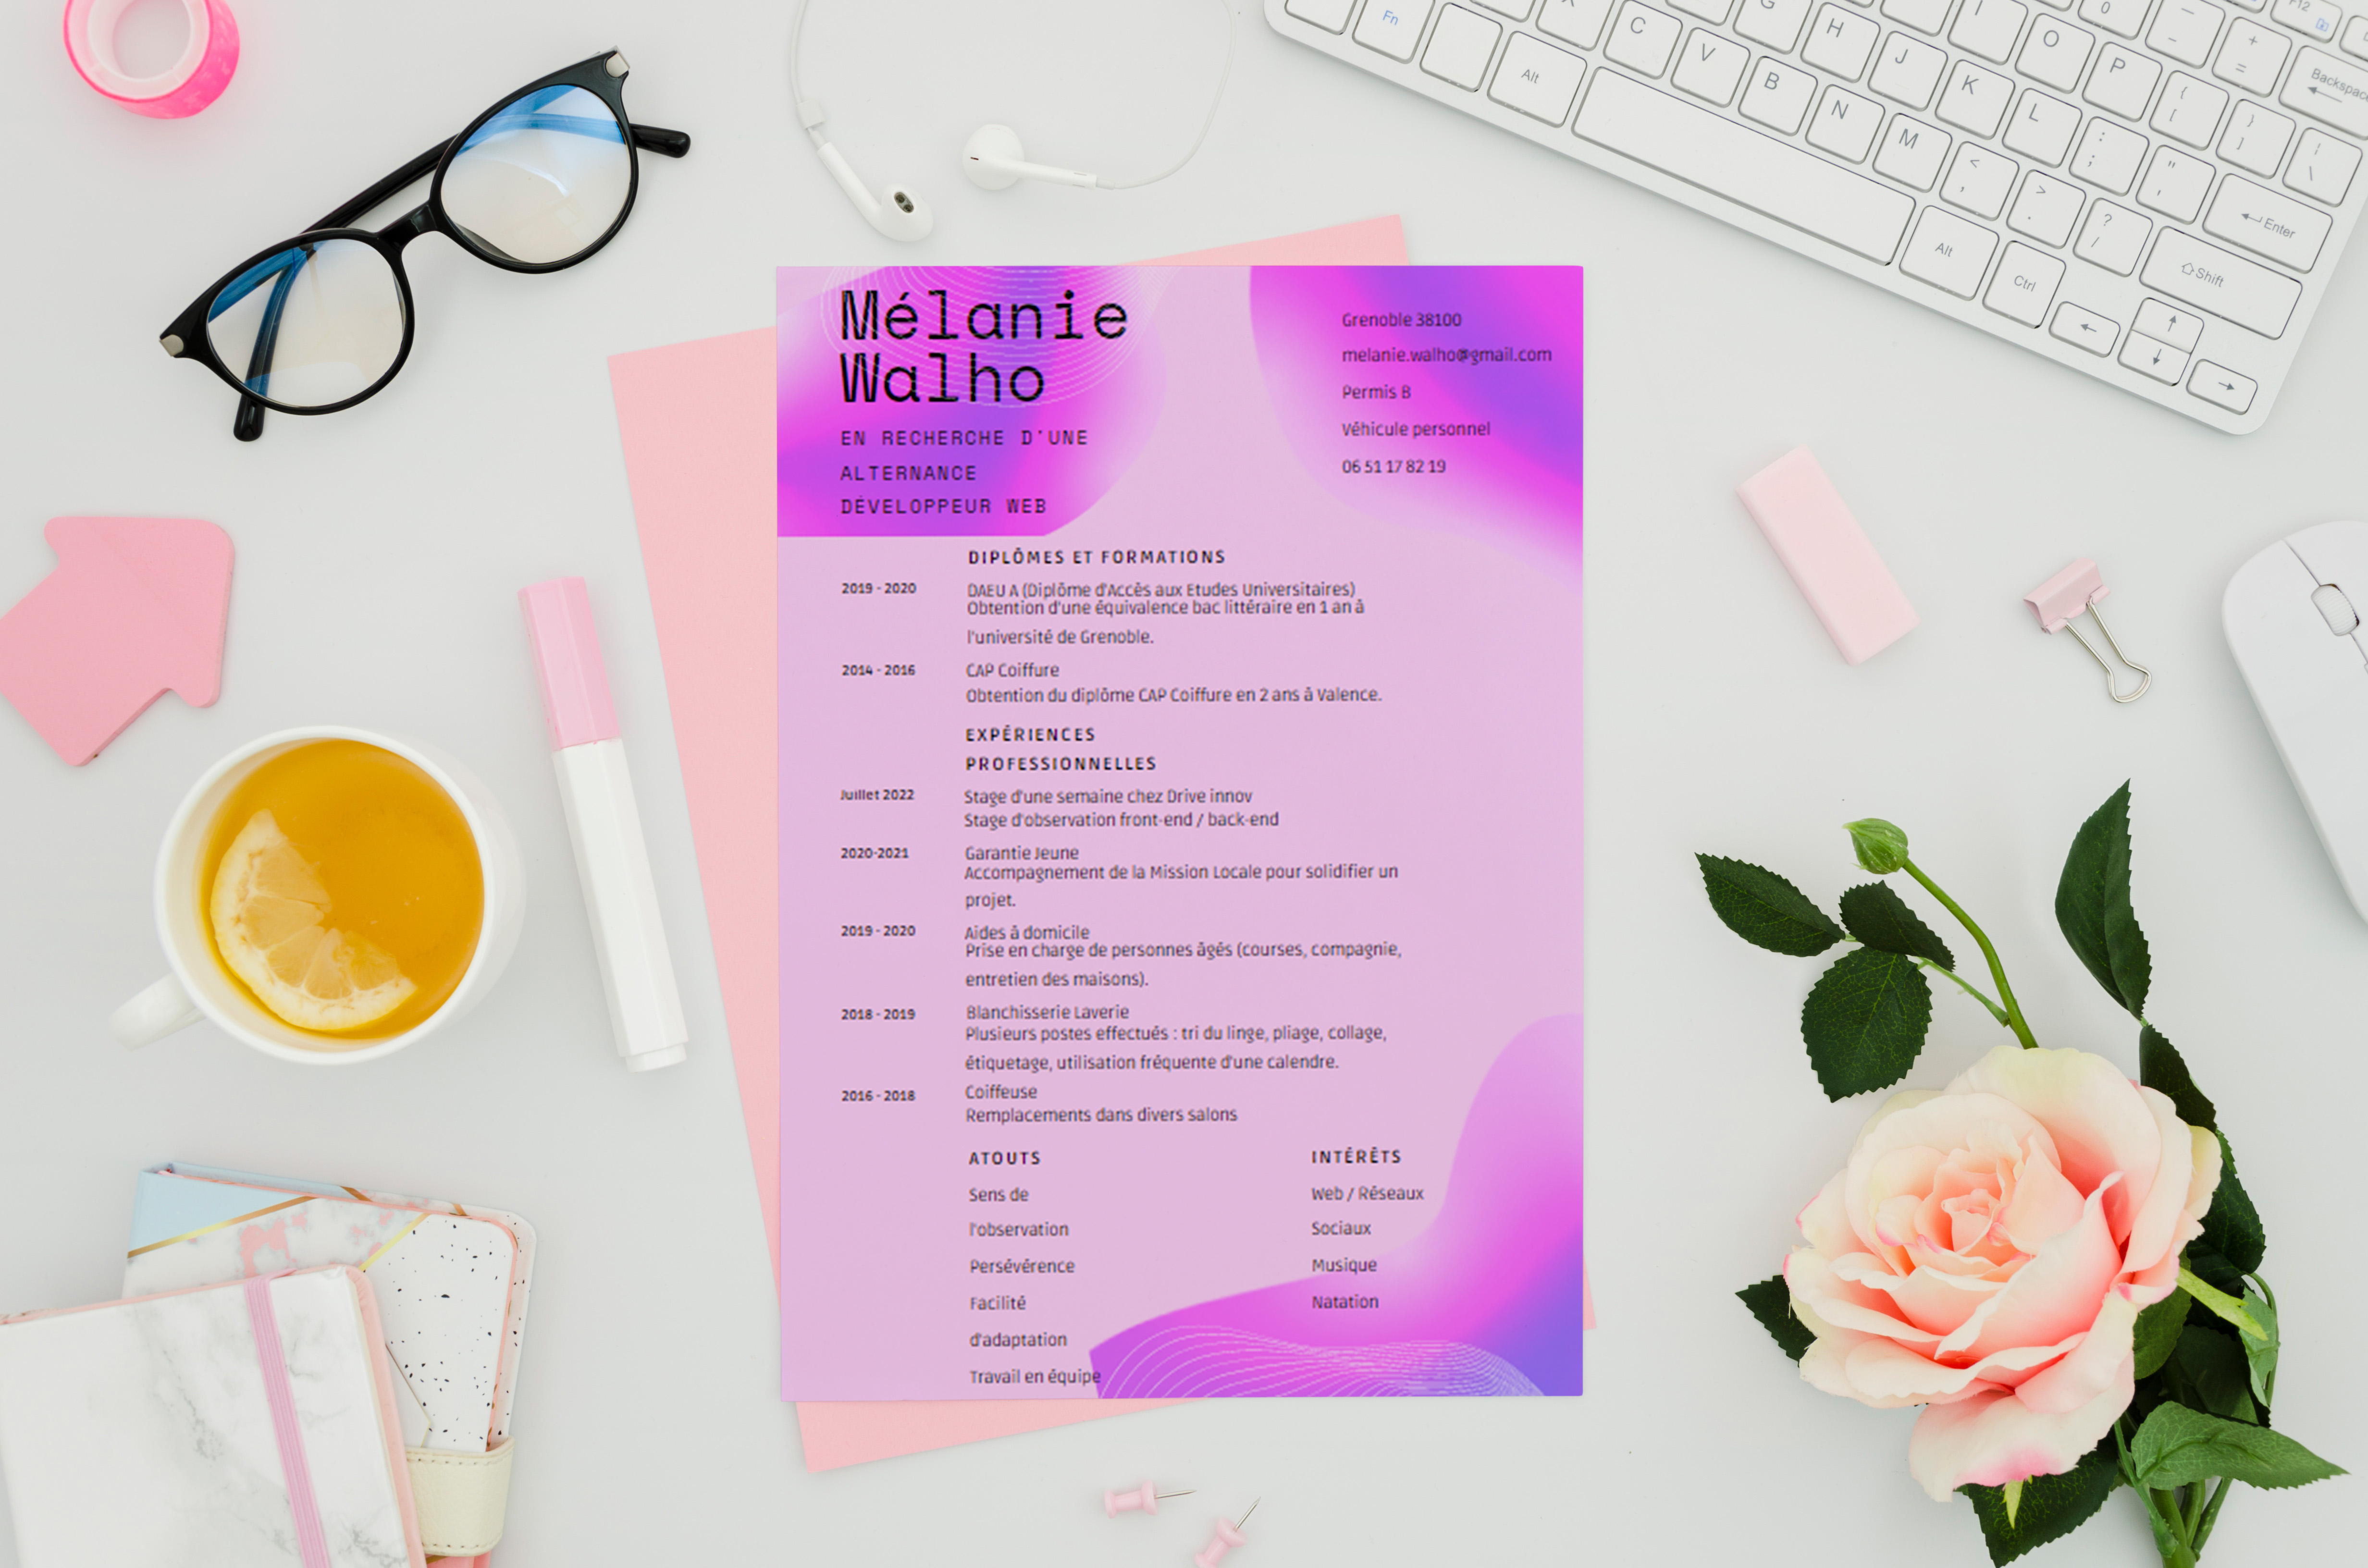 Mélanie
Walho
EN RECHERCHE D'UNE
ALTERNANCE
DÉVELOPPEUR WEB
Grenoble 38100
melanie.walho@gmail.com
Permis B
Véhicule personnel
06 51 17 82 19
DIPLÔMES ET FORMATIONS
2019 - 2020
DAEU A (Diplôme d'Accès aux Etudes Universitaires)
Obtention d'une équivalence bac littéraire en 1 an à
l'université de Grenoble.
2014 - 2016
CAP Coiffure
Obtention du diplôme CAP Coiffure en 2 ans à Valence.
EXPÉRIENCES
PROFESSIONNELLES
Juillet 2022
Stage d'une semaine chez Drive innov
Stage d'observation front-end / back-end
2020-2021
Garantie Jeune
Accompagnement de la Mission Locale pour solidifier un
projet.
2019 - 2020
Aides à domicile
Prise en charge de personnes âgés (courses, compagnie,
entretien des maisons).
2018 - 2019
Blanchisserie Laverie
Plusieurs postes effectués : tri du linge, pliage, collage,
étiquetage, utilisation fréquente d'une calendre.
2016 - 2018
Coiffeuse
Remplacements dans divers salons
ATOUTS
Sens de
l'observation
Persévérence
Facilité
d'adaptation
Travail en équipe
INTÉRÊTS
Web / Réseaux
Sociaux
Musique
Natation
Fn
Alt
C
V
B
G
H
N
J
M
I
K
O
L
P
Alt
Ctrl
Backspace
Enter
Shift
F12